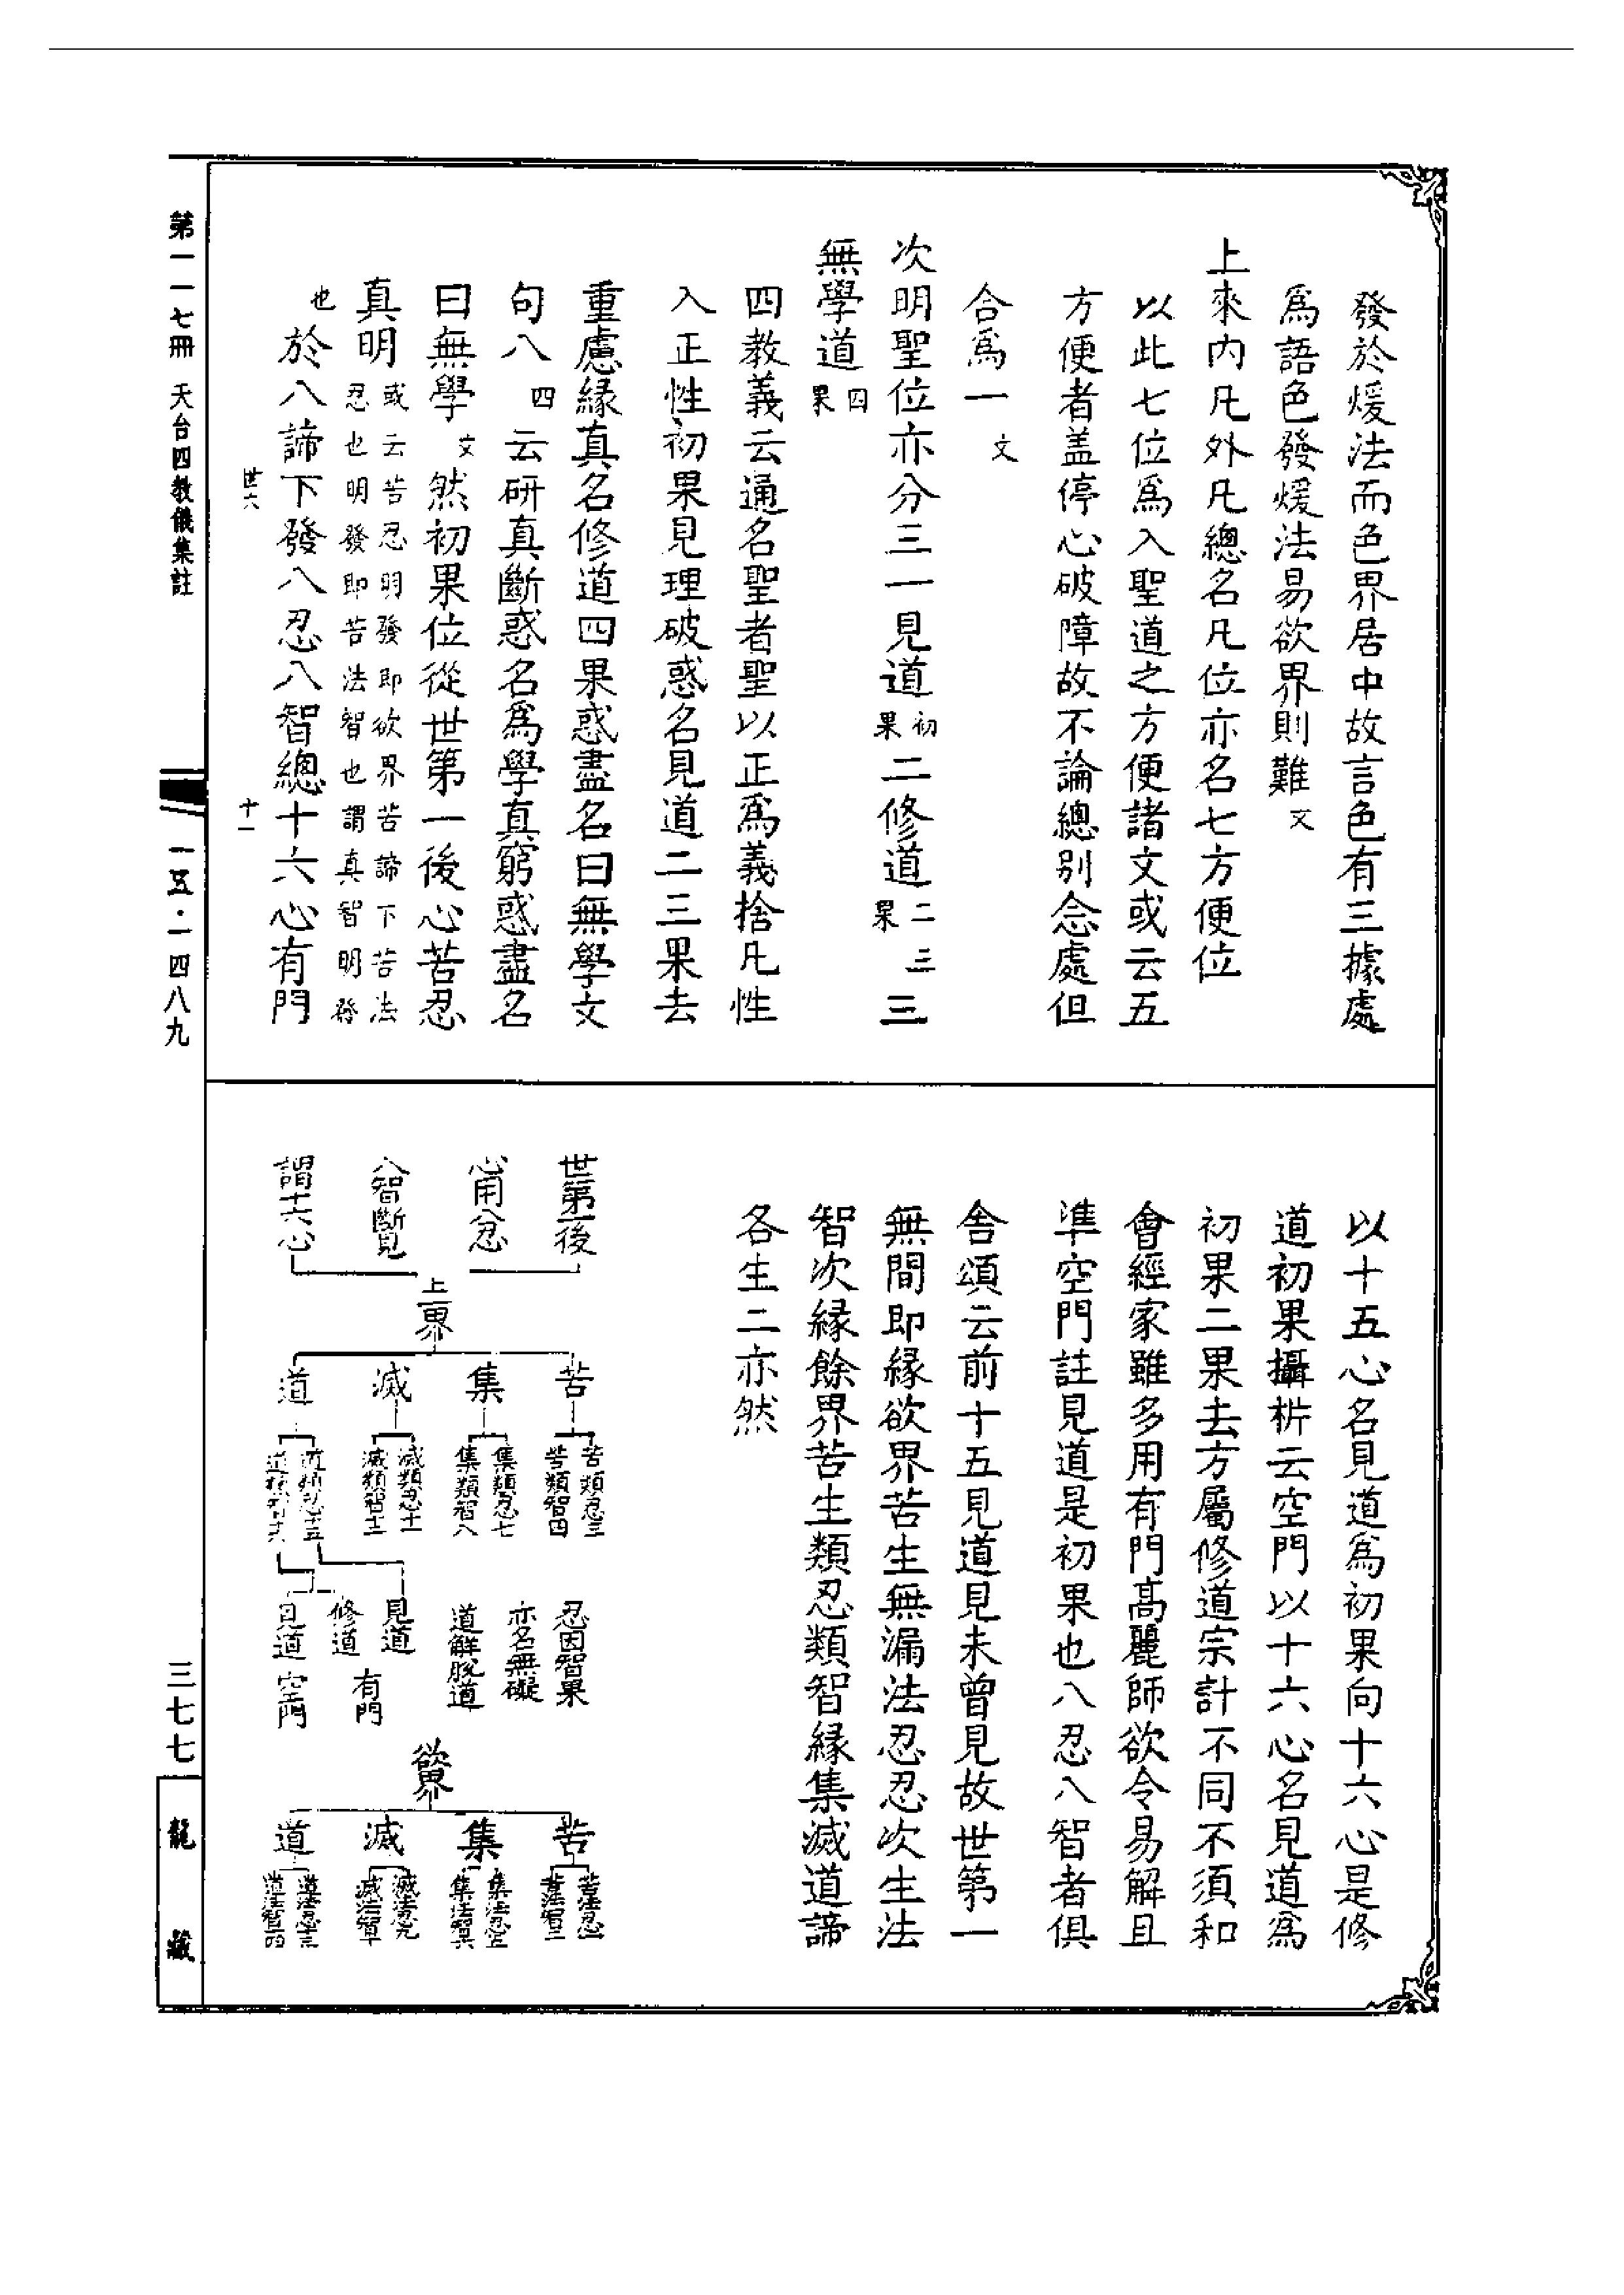 發於煖法而色界居中故言色有三據處
爲語色發煖法易欲界則難文
上來內凡外凡總名凡位亦名七方便位
以此七位爲入聖道之方便諸文或云五
方便者盖停心破障故不論總别念處但
合爲一文
次明聖位亦分三一見道初果二修道二三果三
無學道四果
四教義云通名聖者聖以正爲義捨凡性
入正性初果見理破惑名見道二三果去
重慮緣真名修道四果惑盡名曰無學文
句八四云研真斷惑名爲學真窮惑盡名
曰無學文然初果位從世第一後心苦忍
真明或云苦忍明發即欲界苦諦下苦法
忍也明發即苦法智也謂真智明發
也於八諦下發八忍八智總十六心有門
世六
十一
以十五心名見道爲初果向十六心是修
道初果攝析云空門以十六心名見道爲
初果二果去方屬修道宗計不同不須和
會經家雖多用有門高麗師欲令易解且
準空門註見道是初果也八忍八智者俱
舍頌云前十五見道見未曾見故世第一
無間即緣欲界苦生無漏法忍忍次生法
智次緣餘界苦生類忍類智緣集滅道諦
各生二亦然
世第一後
心用八忍
八智斷見
謂十六心
上二界
苦
集
滅
道
苦類忍三
苦類智四
集類忍七
集類智八
滅類忍十一
滅類智十二
道類忍十五
道類智十六
忍因智果
亦名無礙
道解脫道
見道
修道
有門
見道
空門
欲界
苦
集
滅
道
苦法忍一
苦法智二
集法忍五
集法智六
滅法忍九
滅法智十
道法忍十三
道法智十四
第一一七冊 天台四教儀集註
一五·一四八九
三七七
龍藏